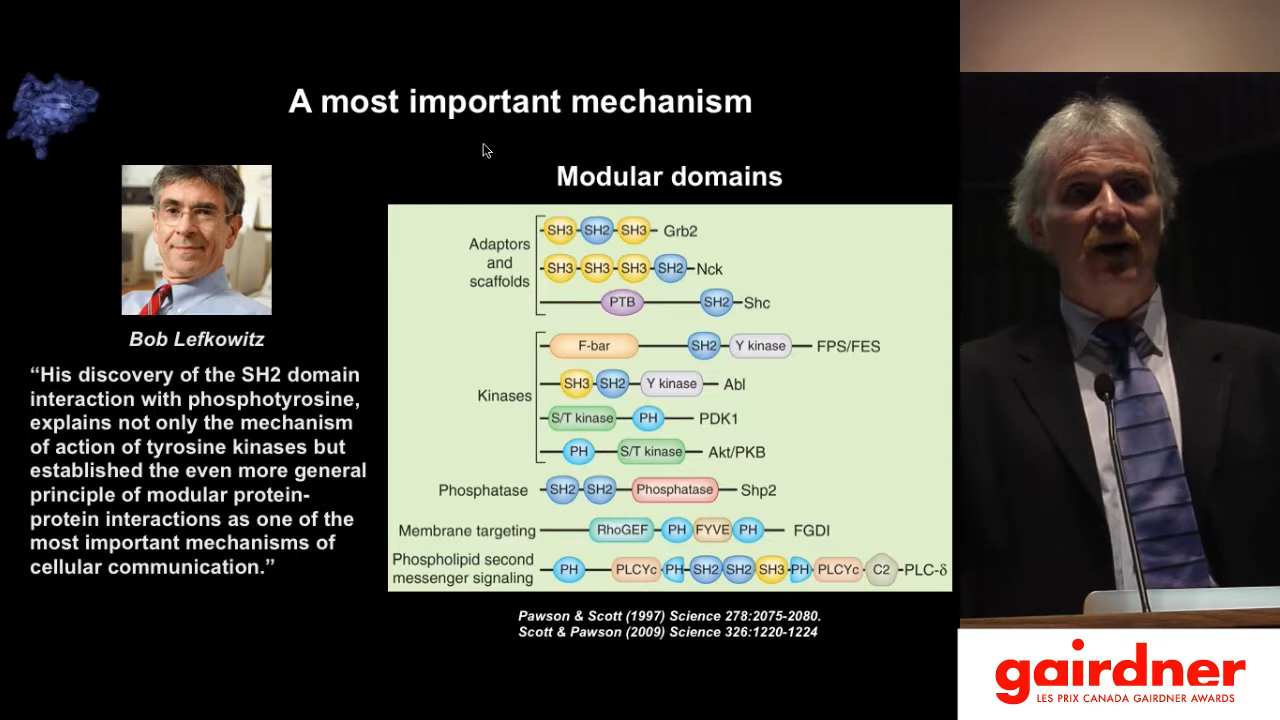 A most important mechanism
Bob Lefkowitz
“His discovery of the SH2 domain
interaction with phosphotyrosine,
explains not only the mechanism
of action of tyrosine kinases but
established the even more general
principle of modular protein-
protein interactions as one of the
most important mechanisms of
cellular communication.”
Modular domains
Adaptors
and
scaffolds
SH3 SH2 SH3 Grb2
SH3 SH3 SH3 SH2 Nck
PTB SH2 Shc
Kinases
F-bar SH2 Y kinase FPS/FES
SH3 SH2 Y kinase Abl
S/T kinase PH PDK1
PH S/T kinase Akt/PKB
Phosphatase SH2 SH2 Phosphatase Shp2
Membrane targeting RhoGEF PH FYVE PH FGDI
Phospholipid second
messenger signaling
PH PLCYc PH SH2 SH2 SH3 PH PLCYc C2 PLC-δ
Pawson & Scott (1997) Science 278:2075-2080.
Scott & Pawson (2009) Science 326:1220-1224
gairdner
LES PRIX CANADA GAIRDNER AWARDS